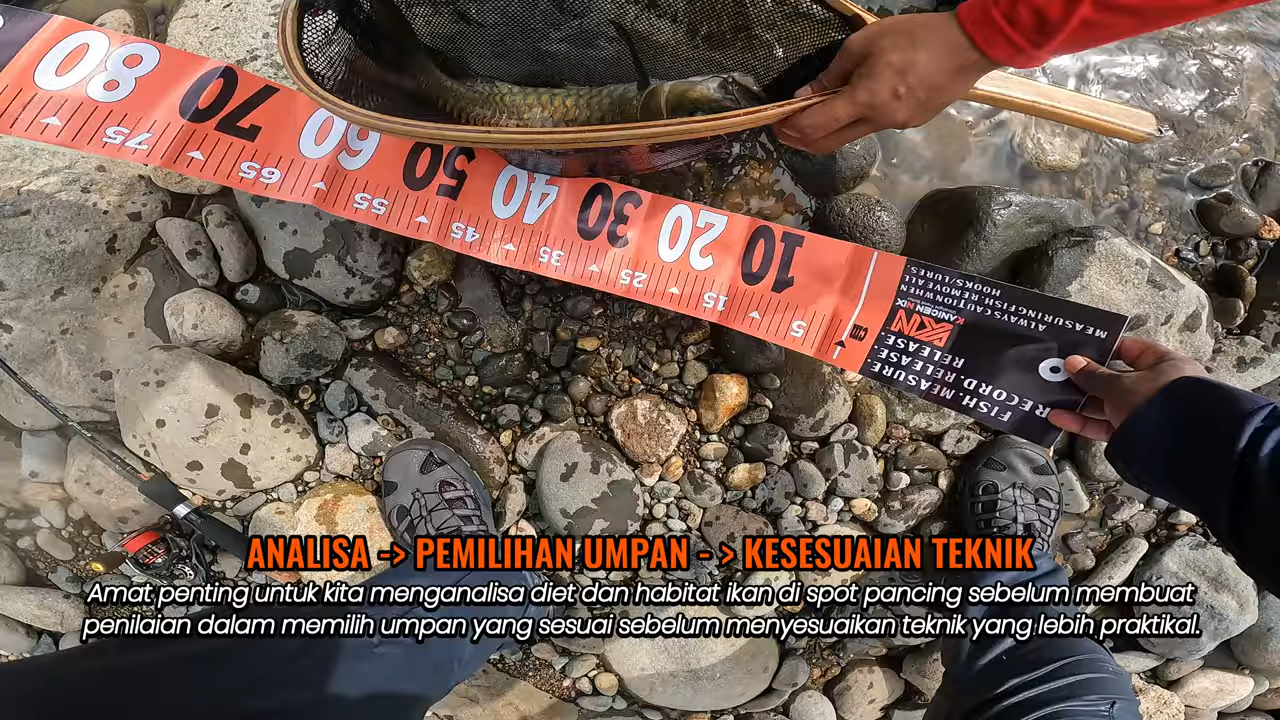 80 70 60 50 40 30 20 10
75 65 55 45 35 25 15 5
CM
ALWAYS CAUTION WHEN
MEASURING FISH. REMOVE ALL
HOOKS/LURES.
KANICEN NIX
FISH. MEASURE.
RECORD. RELEASE.
RELEASE.
ANALISA -> PEMILIHAN UMPAN - > KESESUAIAN TEKNIK
Amat penting untuk kita menganalisa diet dan habitat ikan di spot pancing sebelum membuat
penilaian dalam memilih umpan yang sesuai sebelum menyesuaikan teknik yang lebih praktikal.